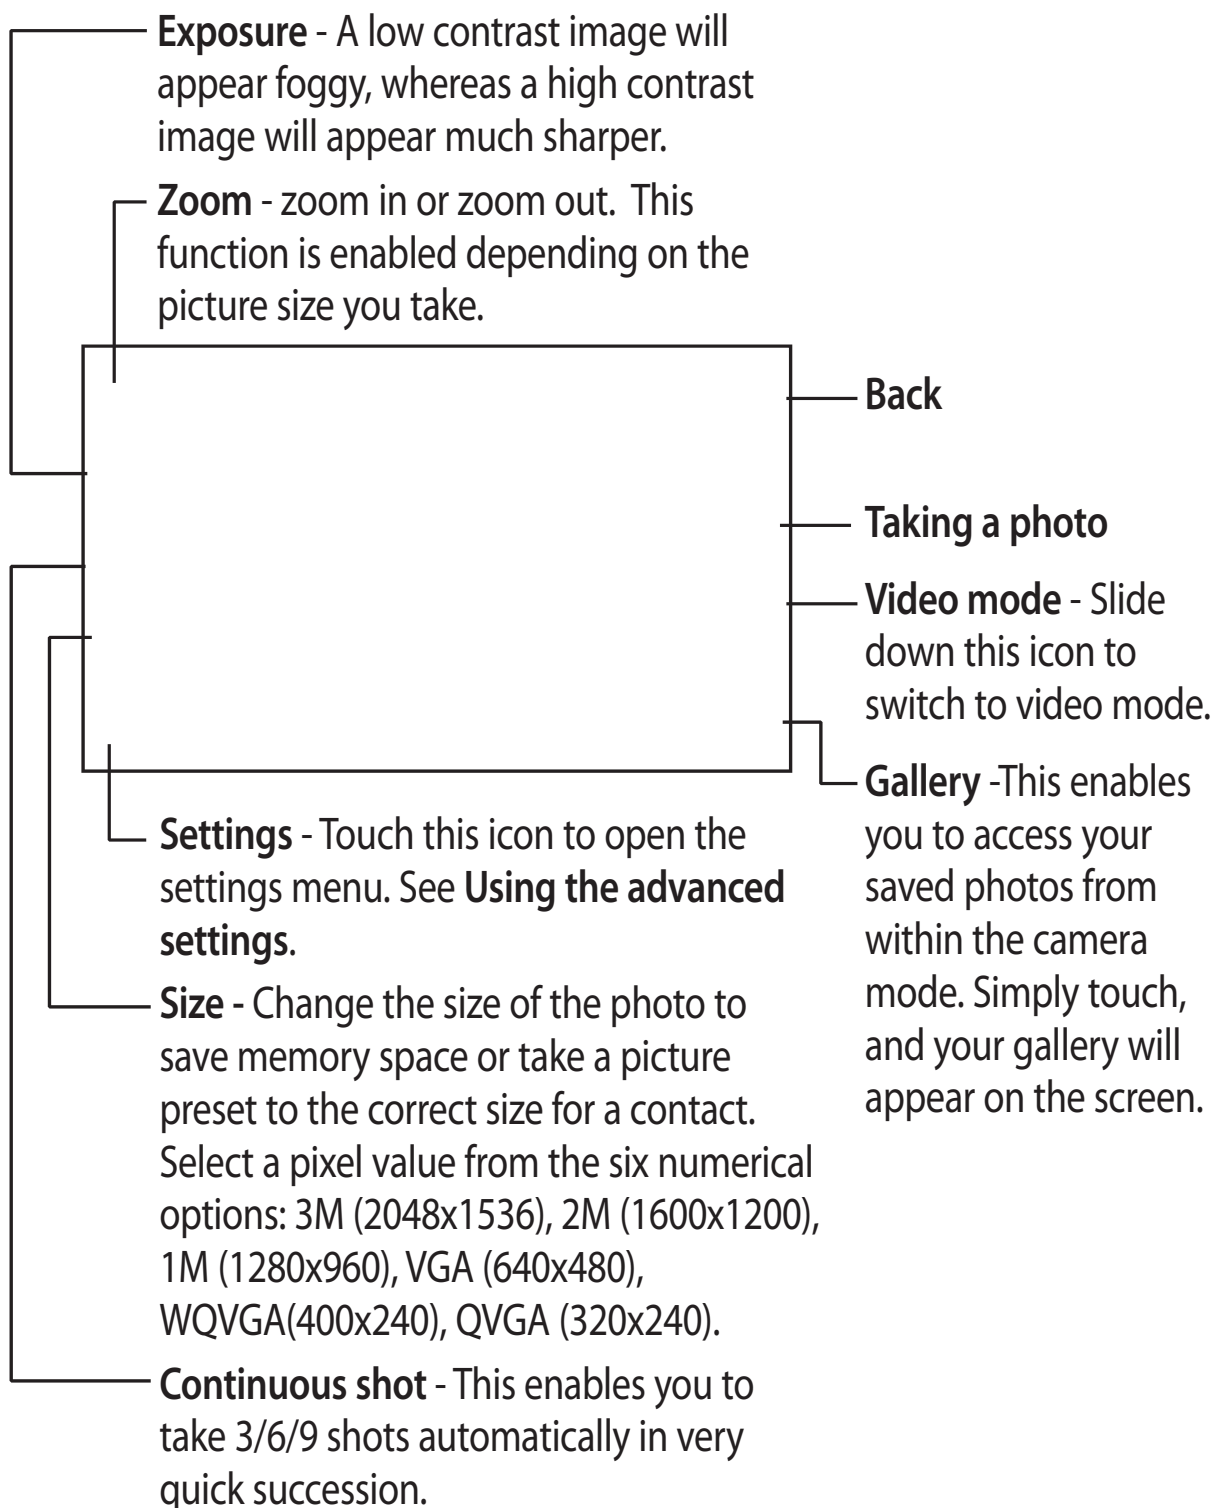 Exposure - A low contrast image will
appear foggy, whereas a high contrast
image will appear much sharper.
Zoom - zoom in or zoom out.  This
function is enabled depending on the
picture size you take.
Back
Taking a photo
Video mode - Slide
down this icon to
switch to video mode.
Gallery -This enables
you to access your
saved photos from
within the camera
mode. Simply touch,
and your gallery will
appear on the screen.
Settings - Touch this icon to open the
settings menu. See Using the advanced
settings.
Size - Change the size of the photo to
save memory space or take a picture
preset to the correct size for a contact.
Select a pixel value from the six numerical
options: 3M (2048x1536), 2M (1600x1200),
1M (1280x960), VGA (640x480),
WQVGA(400x240), QVGA (320x240).
Continuous shot - This enables you to
take 3/6/9 shots automatically in very
quick succession.